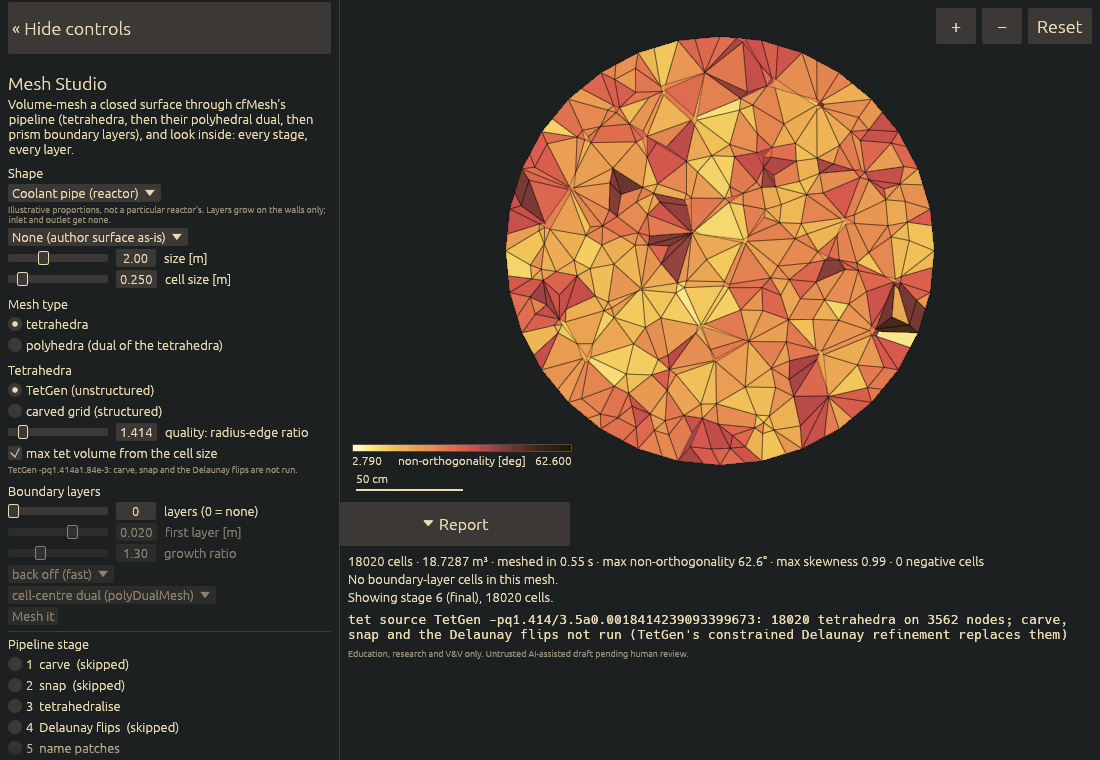 « Hide controls
Mesh Studio
Volume-mesh a closed surface through cfMesh's
pipeline (tetrahedra, then their polyhedral dual, then
prism boundary layers), and look inside: every stage,
every layer.
Shape
Coolant pipe (reactor)
Illustrative proportions, not a particular reactor's. Layers grow on the walls only;
inlet and outlet get none.
None (author surface as-is)
2.00 size [m]
0.250 cell size [m]
Mesh type
tetrahedra
polyhedra (dual of the tetrahedra)
Tetrahedra
TetGen (unstructured)
carved grid (structured)
1.414 quality: radius-edge ratio
max tet volume from the cell size
TetGen -pq1.414a1.84e-3: carve, snap and the Delaunay flips are not run.
Boundary layers
0 layers (0 = none)
0.020 first layer [m]
1.30 growth ratio
back off (fast)
cell-centre dual (polyDualMesh)
Mesh it
Pipeline stage
1 carve (skipped)
2 snap (skipped)
3 tetrahedralise
4 Delaunay flips (skipped)
5 name patches
+ − Reset
2.790 non-orthogonality [deg] 62.600
50 cm
Report
18020 cells · 18.7287 m³ · meshed in 0.55 s · max non-orthogonality 62.6° · max skewness 0.99 · 0 negative cells
No boundary-layer cells in this mesh.
Showing stage 6 (final), 18020 cells.
tet source TetGen -pq1.414/3.5a0.0018414239093399673: 18020 tetrahedra on 3562 nodes; carve,
snap and the Delaunay flips not run (TetGen's constrained Delaunay refinement replaces them)
Education, research and V&V only. Untrusted AI-assisted draft pending human review.